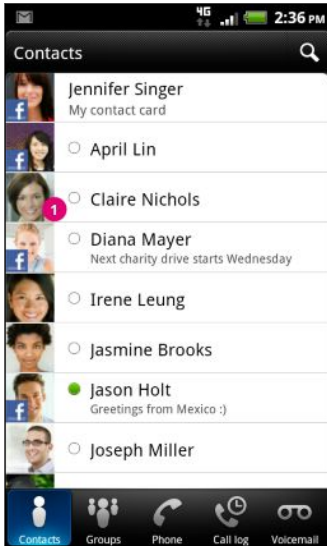 4G 2:36 PM
Contacts
Jennifer Singer
My contact card
f
April Lin
f
Claire Nichols
1
Diana Mayer
Next charity drive starts Wednesday
f
Irene Leung
Jasmine Brooks
Jason Holt
Greetings from Mexico :)
f
Joseph Miller
Contacts Groups Phone Call log Voicemail